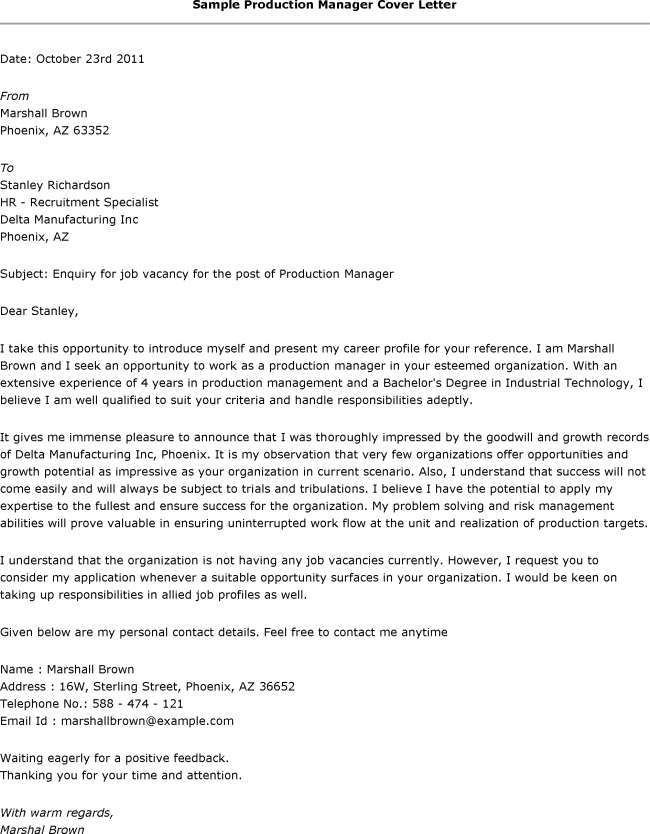 Sample Production Manager Cover Letter
Date: October 23rd 2011
From
Marshall Brown
Phoenix, AZ 63352
To
Stanley Richardson
HR - Recruitment Specialist
Delta Manufacturing Inc
Phoenix, AZ
Subject: Enquiry for job vacancy for the post of Production Manager
Dear Stanley,
I take this opportunity to introduce myself and present my career profile for your reference. I am Marshall
Brown and I seek an opportunity to work as a production manager in your esteemed organization. With an
extensive experience of 4 years in production management and a Bachelor's Degree in Industrial Technology, I
believe I am well qualified to suit your criteria and handle responsibilities adeptly.
It gives me immense pleasure to announce that I was thoroughly impressed by the goodwill and growth records
of Delta Manufacturing Inc, Phoenix. It is my observation that very few organizations offer opportunities and
growth potential as impressive as your organization in current scenario. Also, I understand that success will not
come easily and will always be subject to trials and tribulations. I believe I have the potential to apply my
expertise to the fullest and ensure success for the organization. My problem solving and risk management
abilities will prove valuable in ensuring uninterrupted work flow at the unit and realization of production targets.
I understand that the organization is not having any job vacancies currently. However, I request you to
consider my application whenever a suitable opportunity surfaces in your organization. I would be keen on
taking up responsibilities in allied job profiles as well.
Given below are my personal contact details. Feel free to contact me anytime
Name : Marshall Brown
Address : 16W, Sterling Street, Phoenix, AZ 36652
Telephone No.: 588 - 474 - 121
Email Id : marshallbrown@example.com
Waiting eagerly for a positive feedback.
Thanking you for your time and attention.
With warm regards,
Marshal Brown